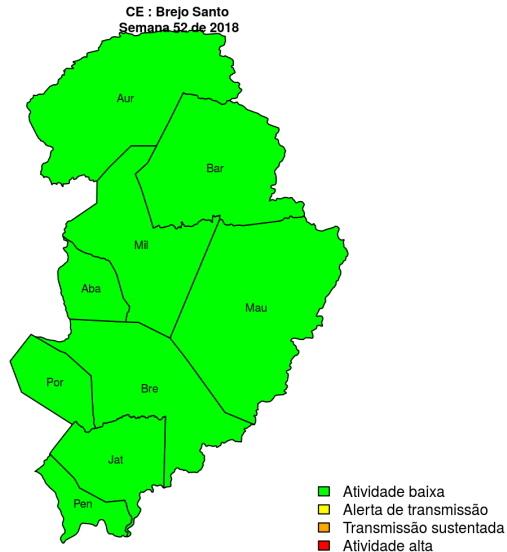 CE : Brejo Santo
Semana 52 de 2018
Aur
Bar
Mil
Aba
Mau
Por
Bre
Jat
Pen
Atividade baixa
Alerta de transmissão
Transmissão sustentada
Atividade alta